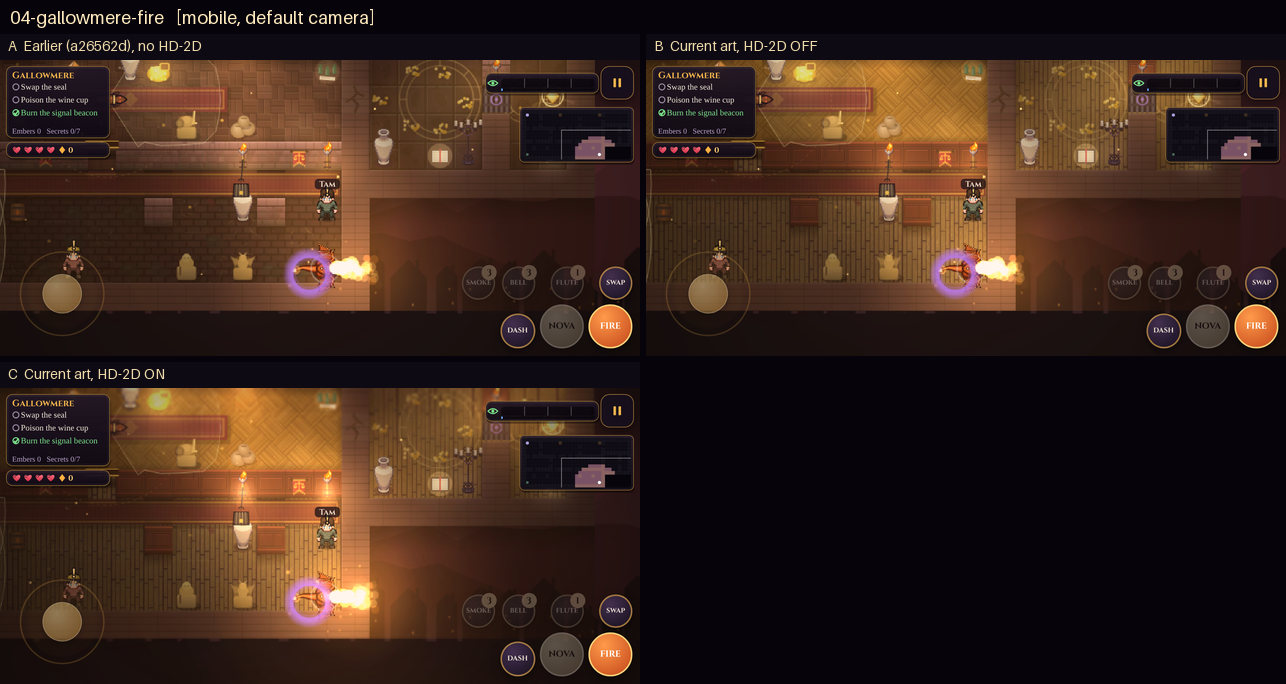 04-gallowmere-fire [mobile, default camera]
A Earlier (a26562d), no HD-2D
GALLOWMERE
Swap the seal
Poison the wine cup
Burn the signal beacon
Embers 0 Secrets 0/7
0
TAM
3 3 1
SMOKE BELL FLUTE SWAP
DASH NOVA FIRE
B Current art, HD-2D OFF
GALLOWMERE
Swap the seal
Poison the wine cup
Burn the signal beacon
Embers 0 Secrets 0/7
0
TAM
3 3 1
SMOKE BELL FLUTE SWAP
DASH NOVA FIRE
C Current art, HD-2D ON
GALLOWMERE
Swap the seal
Poison the wine cup
Burn the signal beacon
Embers 0 Secrets 0/7
0
TAM
3 3 1
SMOKE BELL FLUTE SWAP
DASH NOVA FIRE